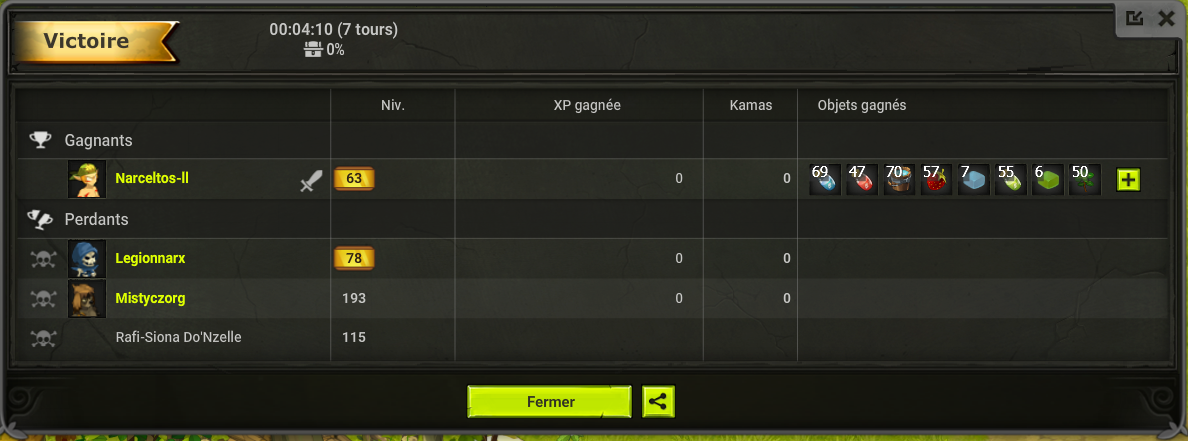 Victoire
00:04:10 (7 tours)
0%
Niv. XP gagnée Kamas Objets gagnés
Gagnants
Narceltos-ll 63 0 0 69 47 70 57 7 55 6 50
Perdants
Legionnarx 78 0 0
Mistyczorg 193 0 0
Rafi-Siona Do'Nzelle 115
Fermer